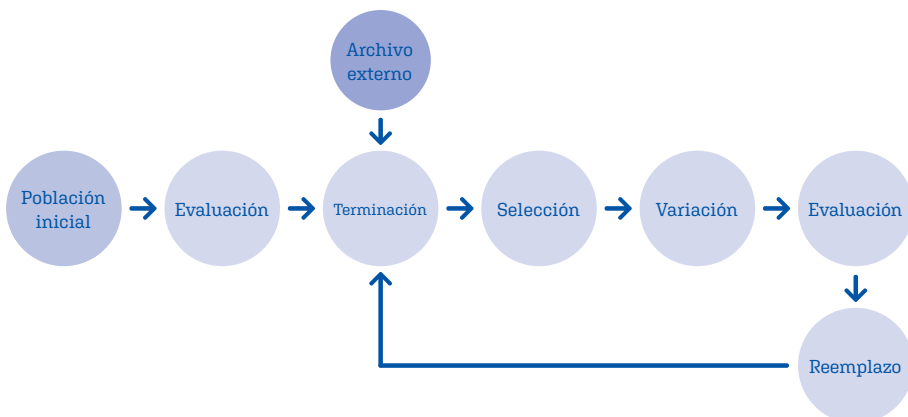 Archivo
externo
Población
inicial
Evaluación
Terminación
Selección
Variación
Evaluación
Reemplazo